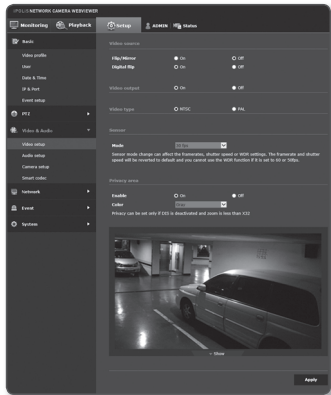 iPOLiS NETWORK CAMERA WEBVIEWER
Monitoring
Playback
Setup
ADMIN
Status
Basic
Video profile
User
Date & Time
IP & Port
Event setup
PTZ
Video & Audio
Video setup
Audio setup
Camera setup
Smart codec
Network
Event
System
Video source
Flip/Mirror On Off
Digital flip On Off
Video output On Off
Video type NTSC PAL
Sensor
Mode
Sensor mode change can affect the framerates, shutter speed or WDR settings. The framerate and shutter
speed will be reverted to default and you cannot use the WDR function if it is set to 60 or 50fps.
Privacy area
Enable On Off
Color
Privacy can be set only if DIS is deactivated and zoom is less than X32
Show
Apply